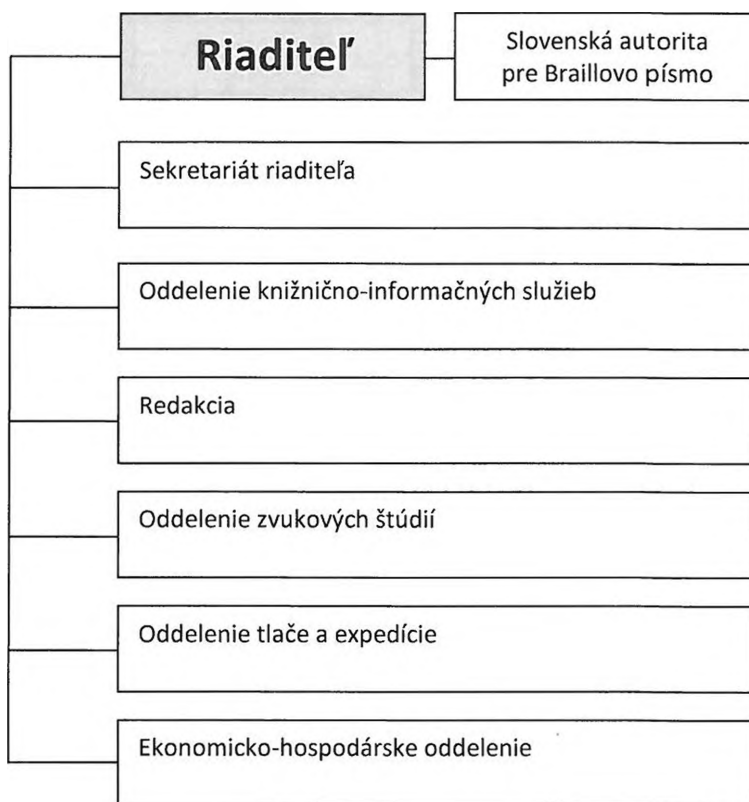 Riaditeľ
Slovenská autorita
pre Braillovo písmo
Sekretariát riaditeľa
Oddelenie knižnično-informačných služieb
Redakcia
Oddelenie zvukových štúdií
Oddelenie tlače a expedície
Ekonomicko-hospodárske oddelenie